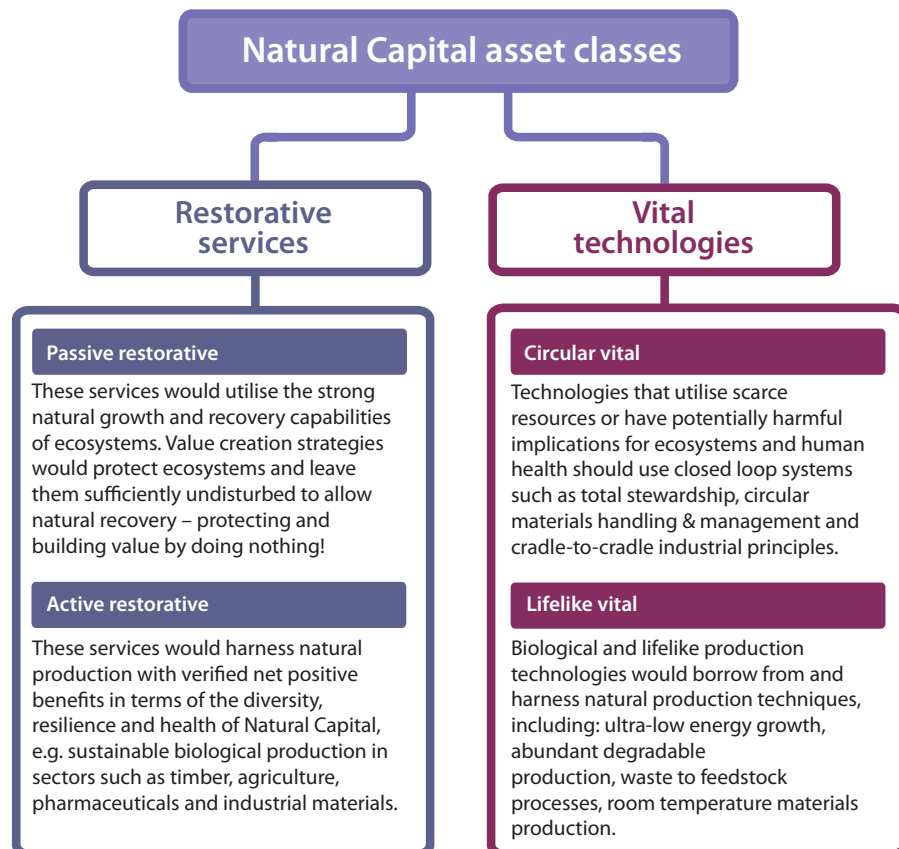 Natural Capital asset classes
Restorative
services
Passive restorative
These services would utilise the strong
natural growth and recovery capabilities
of ecosystems. Value creation strategies
would protect ecosystems and leave
them sufficiently undisturbed to allow
natural recovery – protecting and
building value by doing nothing!
Active restorative
These services would harness natural
production with verified net positive
benefits in terms of the diversity,
resilience and health of Natural Capital,
e.g. sustainable biological production in
sectors such as timber, agriculture,
pharmaceuticals and industrial materials.
Vital
technologies
Circular vital
Technologies that utilise scarce
resources or have potentially harmful
implications for ecosystems and human
health should use closed loop systems
such as total stewardship, circular
materials handling & management and
cradle-to-cradle industrial principles.
Lifelike vital
Biological and lifelike production
technologies would borrow from and
harness natural production techniques,
including: ultra-low energy growth,
abundant degradable
production, waste to feedstock
processes, room temperature materials
production.